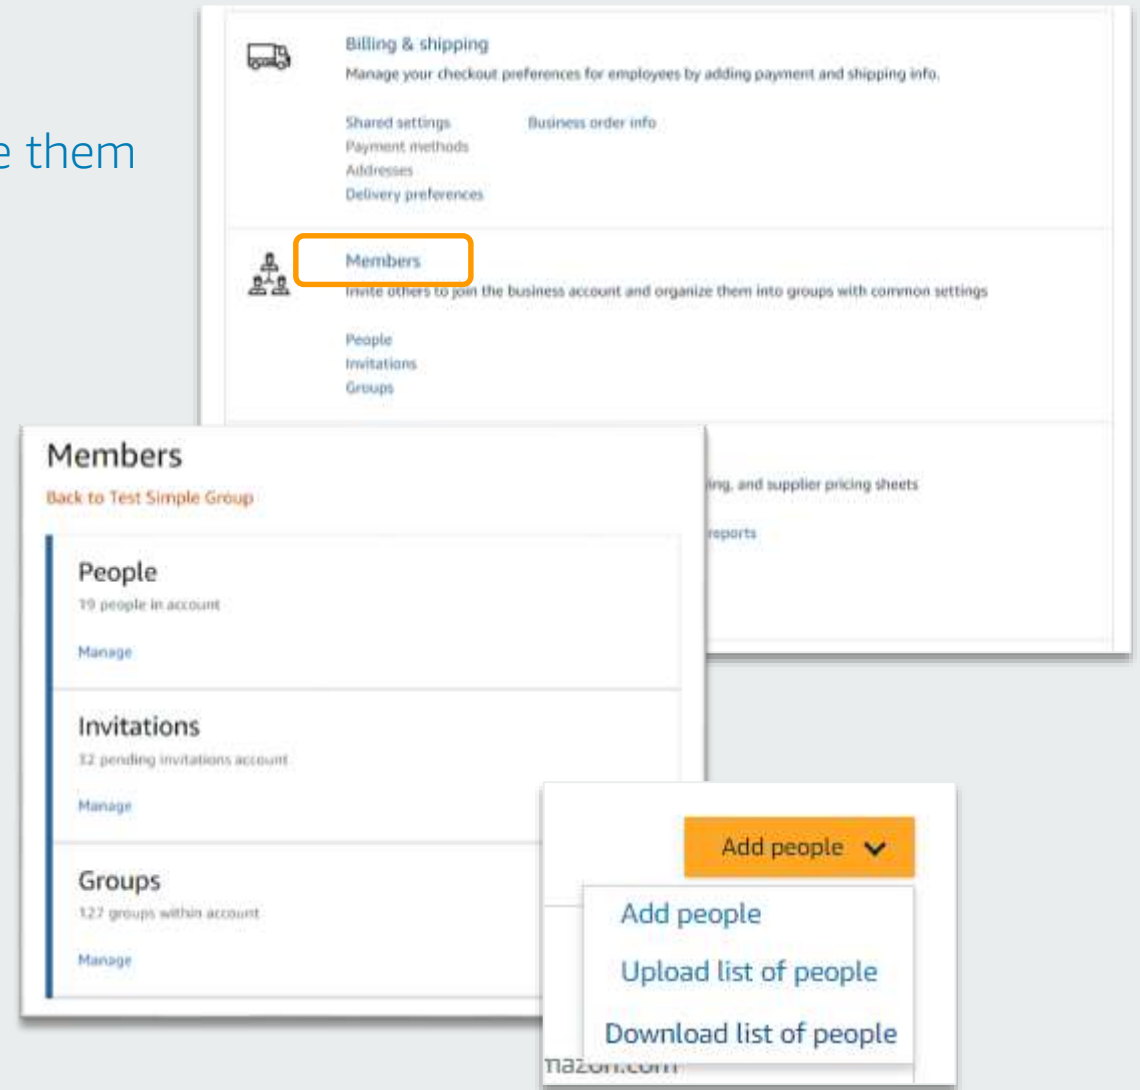 e them
Billing & shipping
Manage your checkout preferences for employees by adding payment and shipping info.
Shared settings Business order info
Payment methods
Addresses
Delivery preferences
Members
Invite others to join the business account and organize them into groups with common settings
People
Invitations
Groups
ing, and supplier pricing sheets
reports
Members
Back to Test Simple Group
People
19 people in account
Manage
Invitations
32 pending invitations account
Manage
Groups
127 groups within account
Manage
Add people
Add people
Upload list of people
Download list of people
mazon.com